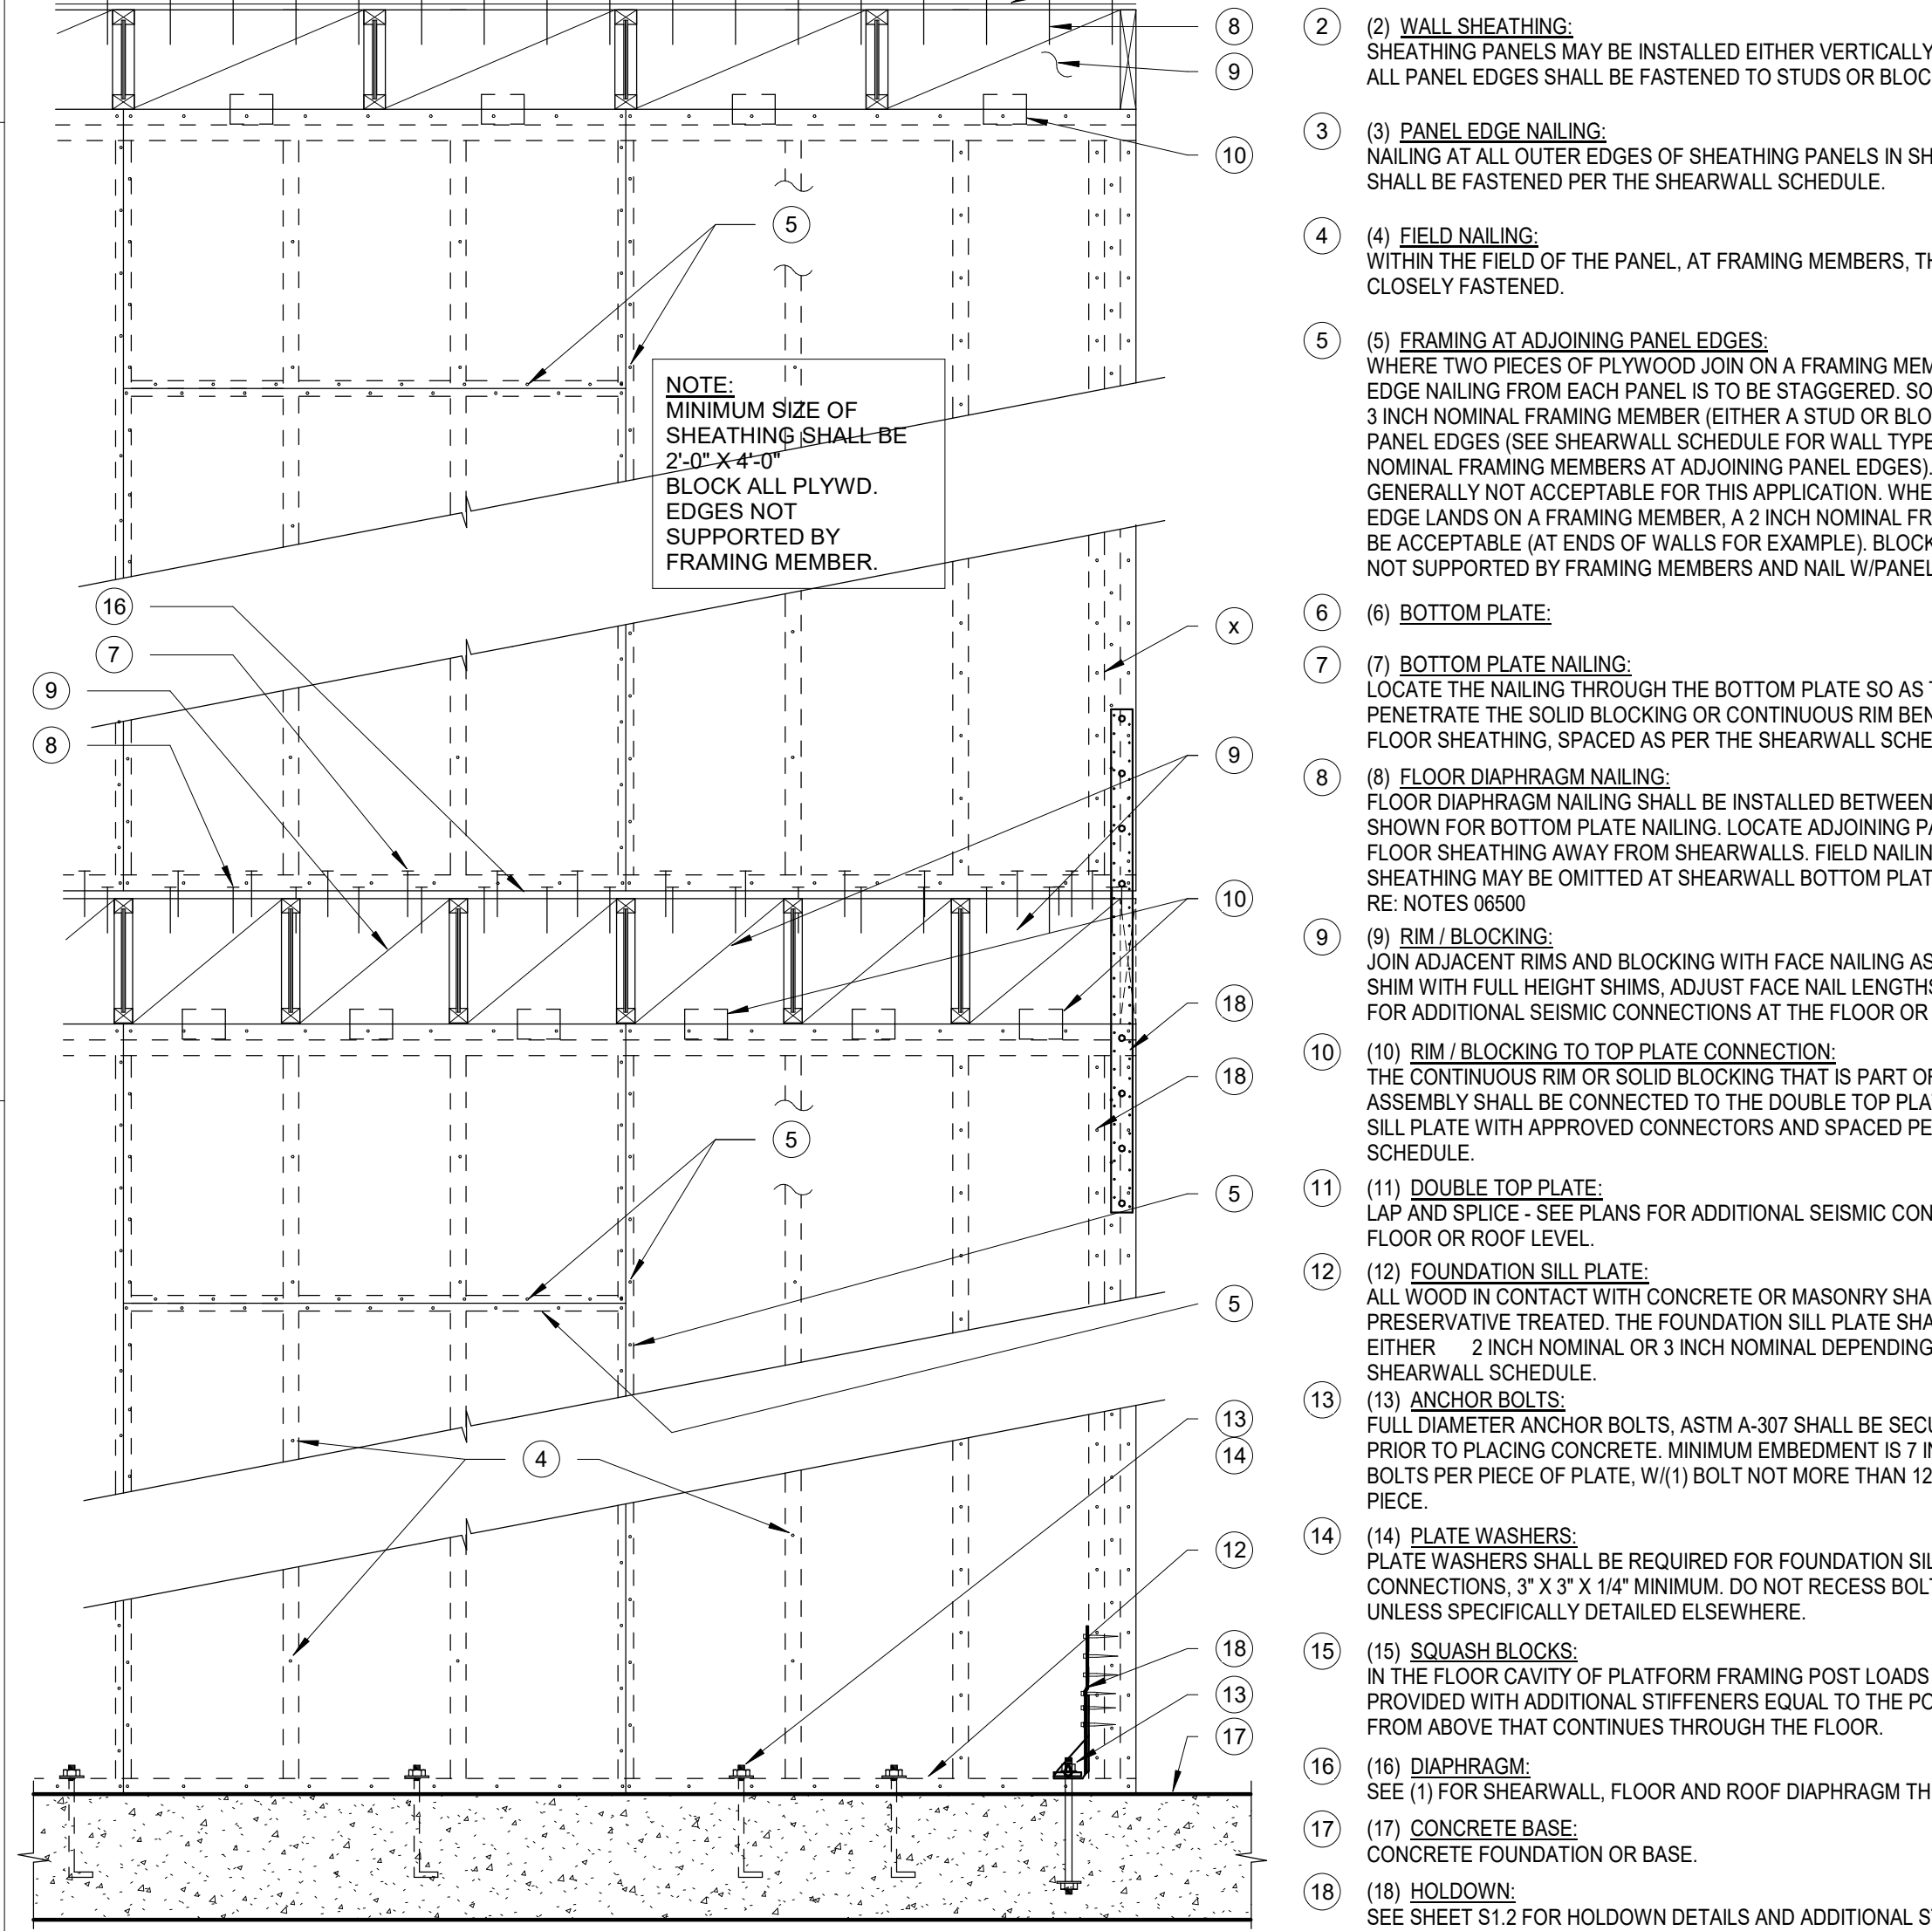 8
9
10
5
NOTE:
MINIMUM SIZE OF
SHEATHING SHALL BE
2'-0" X 4'-0"
BLOCK ALL PLYWD.
EDGES NOT
SUPPORTED BY
FRAMING MEMBER.
16
7
9
8
x
9
10
18
18
5
5
5
4
13
14
12
18
13
17
2 (2) WALL SHEATHING:
SHEATHING PANELS MAY BE INSTALLED EITHER VERTICALLY
ALL PANEL EDGES SHALL BE FASTENED TO STUDS OR BLOC
3 (3) PANEL EDGE NAILING:
NAILING AT ALL OUTER EDGES OF SHEATHING PANELS IN SH
SHALL BE FASTENED PER THE SHEARWALL SCHEDULE.
4 (4) FIELD NAILING:
WITHIN THE FIELD OF THE PANEL, AT FRAMING MEMBERS, TH
CLOSELY FASTENED.
5 (5) FRAMING AT ADJOINING PANEL EDGES:
WHERE TWO PIECES OF PLYWOOD JOIN ON A FRAMING MEM
EDGE NAILING FROM EACH PANEL IS TO BE STAGGERED. SO
3 INCH NOMINAL FRAMING MEMBER (EITHER A STUD OR BLO
PANEL EDGES (SEE SHEARWALL SCHEDULE FOR WALL TYPE
NOMINAL FRAMING MEMBERS AT ADJOINING PANEL EDGES).
GENERALLY NOT ACCEPTABLE FOR THIS APPLICATION. WHE
EDGE LANDS ON A FRAMING MEMBER, A 2 INCH NOMINAL FR
BE ACCEPTABLE (AT ENDS OF WALLS FOR EXAMPLE). BLOCK
NOT SUPPORTED BY FRAMING MEMBERS AND NAIL W/PANEL
6 (6) BOTTOM PLATE:
7 (7) BOTTOM PLATE NAILING:
LOCATE THE NAILING THROUGH THE BOTTOM PLATE SO AS T
PENETRATE THE SOLID BLOCKING OR CONTINUOUS RIM BEN
FLOOR SHEATHING, SPACED AS PER THE SHEARWALL SCHE
8 (8) FLOOR DIAPHRAGM NAILING:
FLOOR DIAPHRAGM NAILING SHALL BE INSTALLED BETWEEN
SHOWN FOR BOTTOM PLATE NAILING. LOCATE ADJOINING PA
FLOOR SHEATHING AWAY FROM SHEARWALLS. FIELD NAILIN
SHEATHING MAY BE OMITTED AT SHEARWALL BOTTOM PLAT
RE: NOTES 06500
9 (9) RIM / BLOCKING:
JOIN ADJACENT RIMS AND BLOCKING WITH FACE NAILING AS
SHIM WITH FULL HEIGHT SHIMS, ADJUST FACE NAIL LENGTHS
FOR ADDITIONAL SEISMIC CONNECTIONS AT THE FLOOR OR
10 (10) RIM / BLOCKING TO TOP PLATE CONNECTION:
THE CONTINUOUS RIM OR SOLID BLOCKING THAT IS PART OF
ASSEMBLY SHALL BE CONNECTED TO THE DOUBLE TOP PLA
SILL PLATE WITH APPROVED CONNECTORS AND SPACED PE
SCHEDULE.
11 (11) DOUBLE TOP PLATE:
LAP AND SPLICE - SEE PLANS FOR ADDITIONAL SEISMIC CON
FLOOR OR ROOF LEVEL.
12 (12) FOUNDATION SILL PLATE:
ALL WOOD IN CONTACT WITH CONCRETE OR MASONRY SHA
PRESERVATIVE TREATED. THE FOUNDATION SILL PLATE SHA
EITHER 2 INCH NOMINAL OR 3 INCH NOMINAL DEPENDING
SHEARWALL SCHEDULE.
13 (13) ANCHOR BOLTS:
FULL DIAMETER ANCHOR BOLTS, ASTM A-307 SHALL BE SECU
PRIOR TO PLACING CONCRETE. MINIMUM EMBEDMENT IS 7 IN
BOLTS PER PIECE OF PLATE, W/(1) BOLT NOT MORE THAN 12
PIECE.
14 (14) PLATE WASHERS:
PLATE WASHERS SHALL BE REQUIRED FOR FOUNDATION SIL
CONNECTIONS, 3" X 3" X 1/4" MINIMUM. DO NOT RECESS BOLT
UNLESS SPECIFICALLY DETAILED ELSEWHERE.
15 (15) SQUASH BLOCKS:
IN THE FLOOR CAVITY OF PLATFORM FRAMING POST LOADS
PROVIDED WITH ADDITIONAL STIFFENERS EQUAL TO THE PO
FROM ABOVE THAT CONTINUES THROUGH THE FLOOR.
16 (16) DIAPHRAGM:
SEE (1) FOR SHEARWALL, FLOOR AND ROOF DIAPHRAGM TH
17 (17) CONCRETE BASE:
CONCRETE FOUNDATION OR BASE.
18 (18) HOLDOWN:
SEE SHEET S1.2 FOR HOLDOWN DETAILS AND ADDITIONAL S